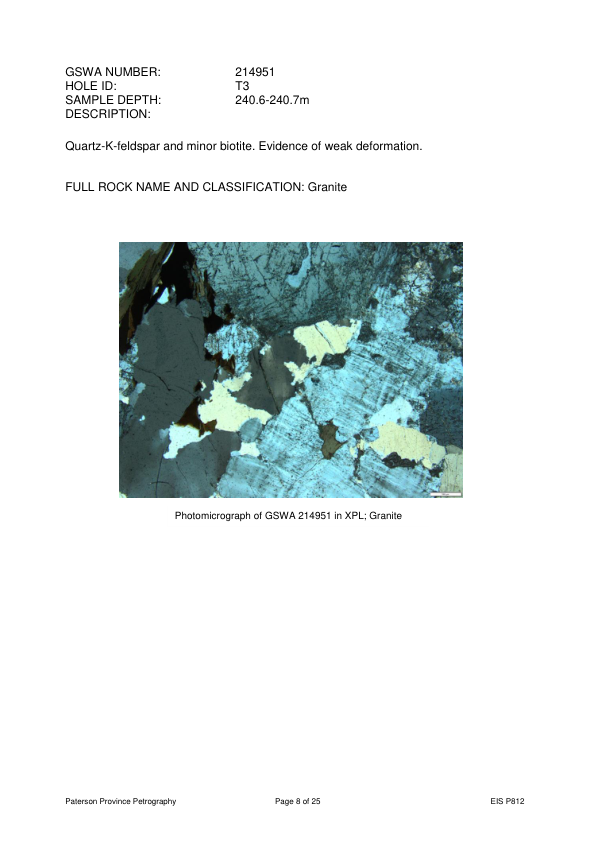 GSWA NUMBER: 214951
HOLE ID: T3
SAMPLE DEPTH: 240.6-240.7m
DESCRIPTION:
Quartz-K-feldspar and minor biotite. Evidence of weak deformation.
FULL ROCK NAME AND CLASSIFICATION: Granite
Photomicrograph of GSWA 214951 in XPL; Granite
Paterson Province Petrography Page 8 of 25 EIS P812